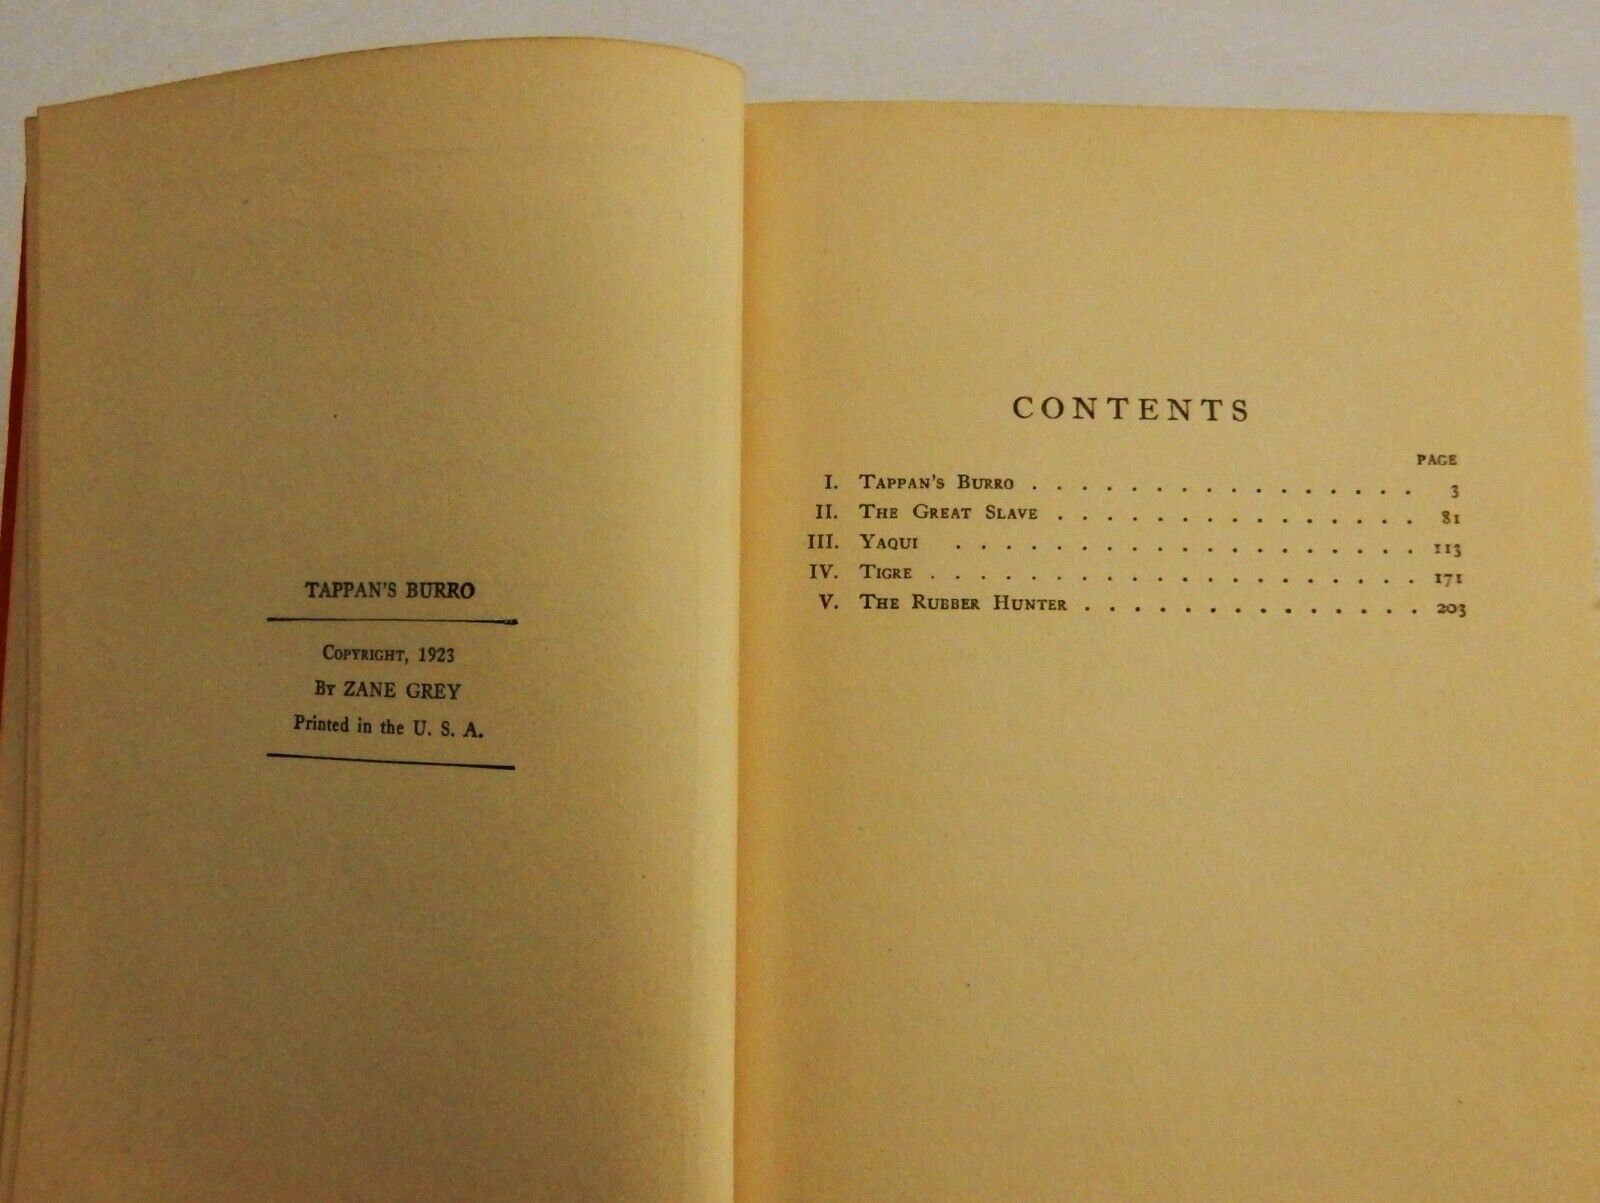 TAPPAN'S BURRO
COPYRIGHT, 1923
BY ZANE GREY
Printed in the U. S. A.
CONTENTS
PAGE
I. TAPPAN'S BURRO . . . . . . . . . . . . . . . . 3
II. THE GREAT SLAVE . . . . . . . . . . . . . . . 81
III. YAQUI . . . . . . . . . . . . . . . . . . . 113
IV. TIGRE . . . . . . . . . . . . . . . . . . . . 171
V. THE RUBBER HUNTER . . . . . . . . . . . . . . 203